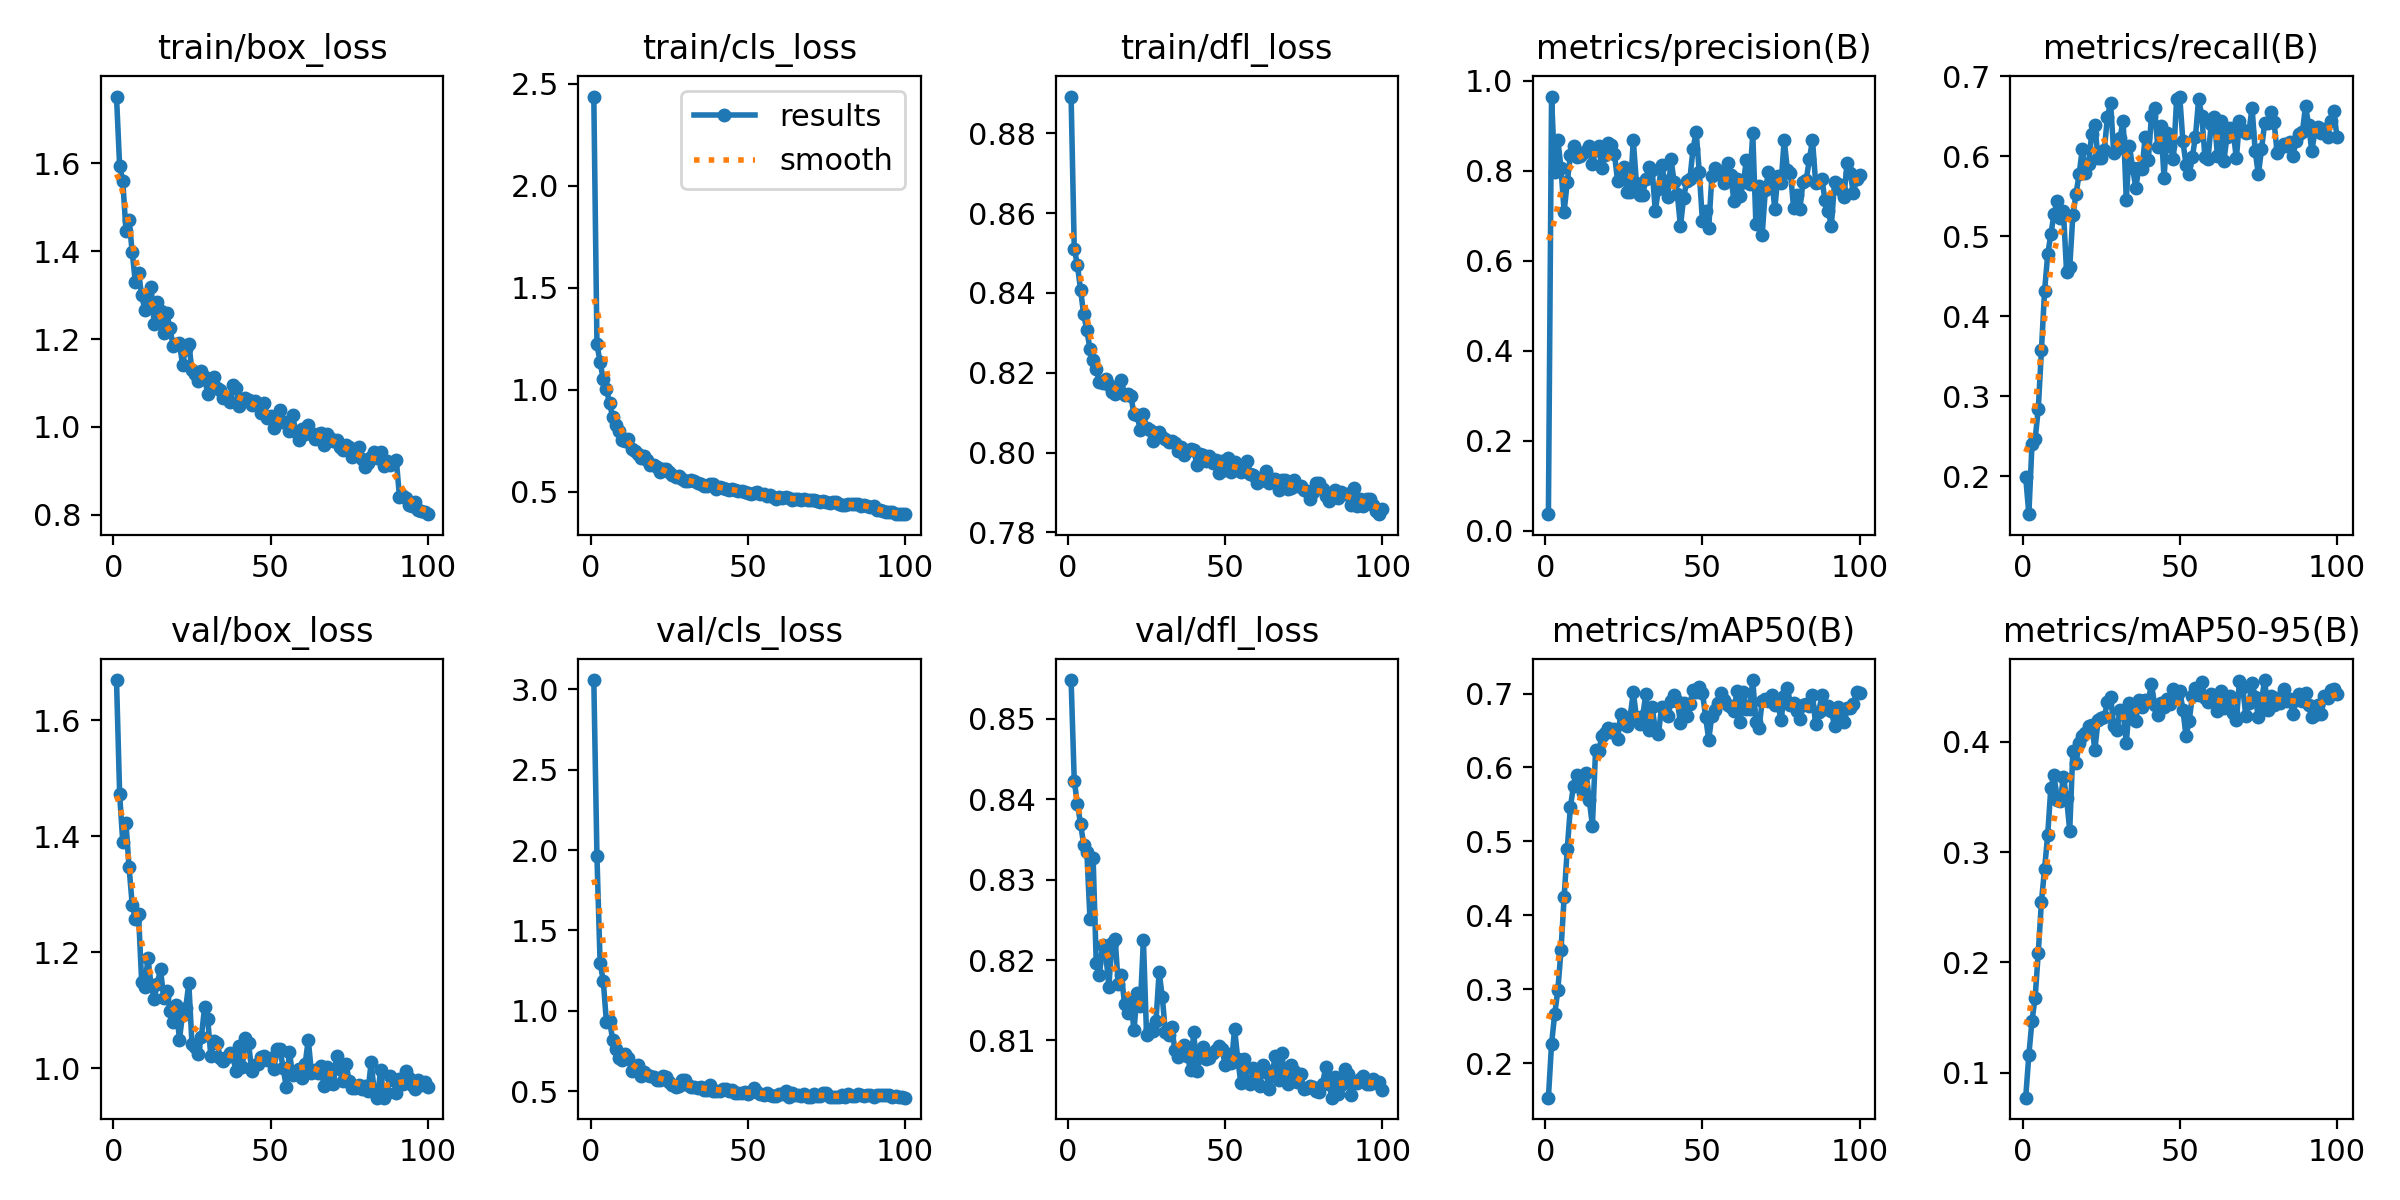 train/box_loss
1.6
1.4
1.2
1.0
0.8
0 50 100
train/cls_loss
results
smooth
2.5
2.0
1.5
1.0
0.5
0 50 100
train/dfl_loss
0.88
0.86
0.84
0.82
0.80
0.78
0 50 100
metrics/precision(B)
1.0
0.8
0.6
0.4
0.2
0.0
0 50 100
metrics/recall(B)
0.7
0.6
0.5
0.4
0.3
0.2
0 50 100
val/box_loss
1.6
1.4
1.2
1.0
0 50 100
val/cls_loss
3.0
2.5
2.0
1.5
1.0
0.5
0 50 100
val/dfl_loss
0.85
0.84
0.83
0.82
0.81
0 50 100
metrics/mAP50(B)
0.7
0.6
0.5
0.4
0.3
0.2
0 50 100
metrics/mAP50-95(B)
0.4
0.3
0.2
0.1
0 50 100